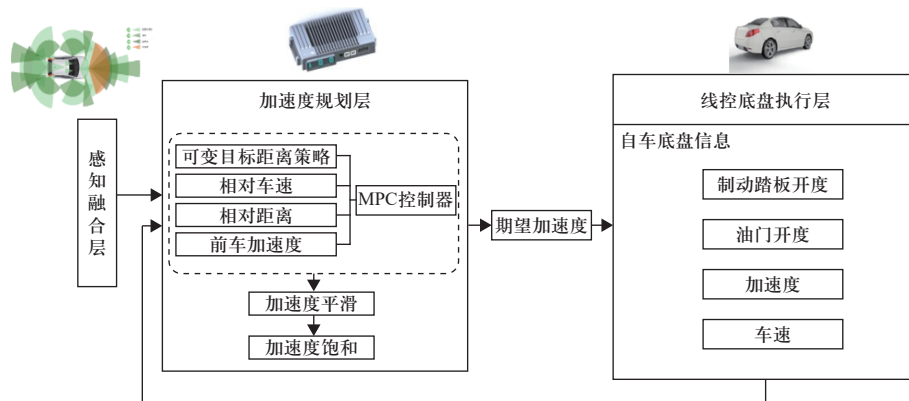 加速度规划层
线控底盘执行层
感知融合层
可变目标距离策略
相对车速
相对距离
前车加速度
MPC控制器
加速度平滑
加速度饱和
期望加速度
自车底盘信息
制动踏板开度
油门开度
加速度
车速